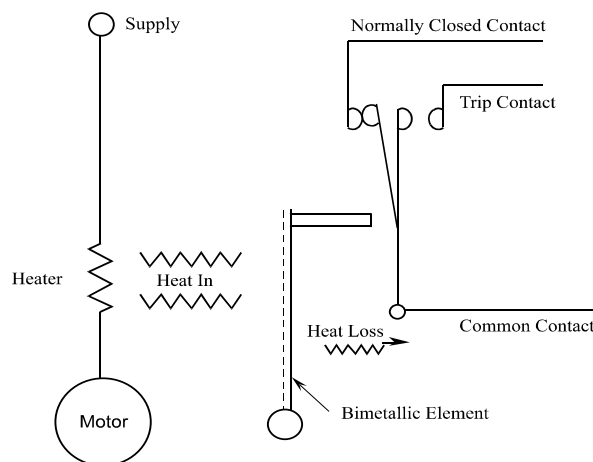 Supply
Normally Closed Contact
Trip Contact
Heater
Heat In
Heat Loss
Common Contact
Bimetallic Element
Motor